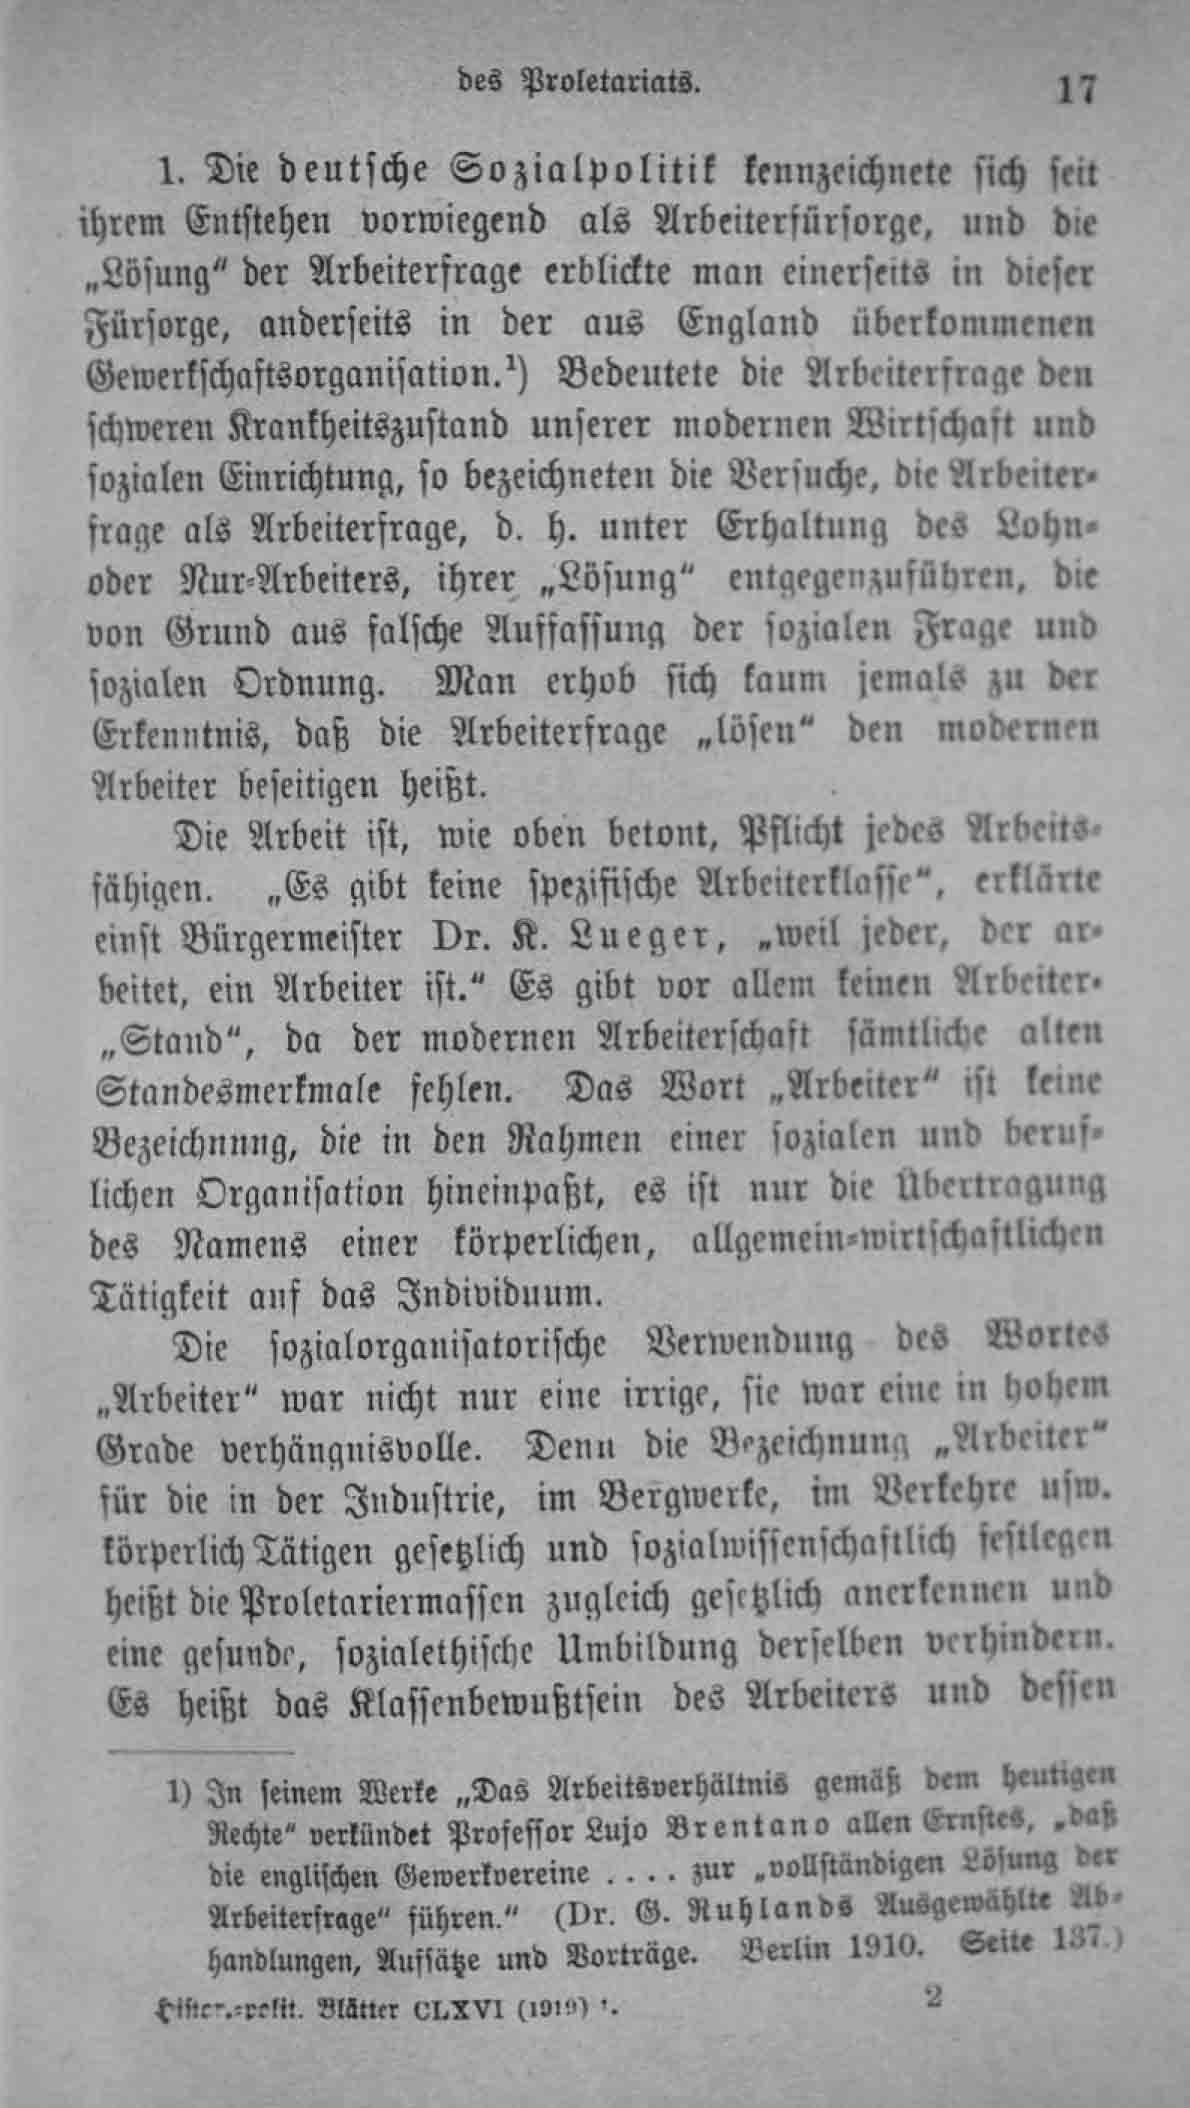 des Proletariats.
17
1. Die deutsche Sozialpolitik kennzeichnete sich seit
ihrem Entstehen vorwiegend als Arbeiterfürsorge, und die
„Lösung“ der Arbeiterfrage erblickte man einerseits in dieser
Fürsorge, anderseits in der aus England überkommenen
Gewerkschaftsorganisation.¹) Bedeutete die Arbeiterfrage den
schweren Krankheitszustand unserer modernen Wirtschaft und
sozialen Einrichtung, so bezeichneten die Versuche, die Arbeiter-
frage als Arbeiterfrage, d. h. unter Erhaltung des Lohn-
oder Nur-Arbeiters, ihrer „Lösung“ entgegenzuführen, die
von Grund aus falsche Auffassung der sozialen Frage und
sozialen Ordnung. Man erhob sich kaum jemals zu der
Erkenntnis, daß die Arbeiterfrage „lösen“ den modernen
Arbeiter beseitigen heißt.
Die Arbeit ist, wie oben betont, Pflicht jedes Arbeits-
fähigen. „Es gibt keine spezifische Arbeiterklasse“, erklärte
einst Bürgermeister Dr. K. Lueger, „weil jeder, der ar-
beitet, ein Arbeiter ist.“ Es gibt vor allem keinen Arbeiter-
„Stand“, da der modernen Arbeiterschaft sämtliche alten
Standesmerkmale fehlen. Das Wort „Arbeiter“ ist keine
Bezeichnung, die in den Rahmen einer sozialen und beruf-
lichen Organisation hineinpaßt, es ist nur die Übertragung
des Namens einer körperlichen, allgemein-wirtschaftlichen
Tätigkeit auf das Individuum.
Die sozialorganisatorische Verwendung des Wortes
„Arbeiter“ war nicht nur eine irrige, sie war eine in hohem
Grade verhängnisvolle. Denn die Bezeichnung „Arbeiter“
für die in der Industrie, im Bergwerke, im Verkehre usw.
körperlich Tätigen gesetzlich und sozialwissenschaftlich festlegen
heißt die Proletariermassen zugleich gesetzlich anerkennen und
eine gesunde, sozialethische Umbildung derselben verhindern.
Es heißt das Klassenbewußtsein des Arbeiters und dessen
1) In seinem Werke „Das Arbeitsverhältnis gemäß dem heutigen
Rechte“ verkündet Professor Lujo Brentano allen Ernstes, „daß
die englischen Gewerkvereine .... zur „vollständigen Lösung der
Arbeiterfrage“ führen.“ (Dr. G. Ruhlands Ausgewählte Ab-
handlungen, Aufsätze und Vorträge. Berlin 1910. Seite 137.)
Histor.-polit. Blätter CLXVI (1919) 1.
2